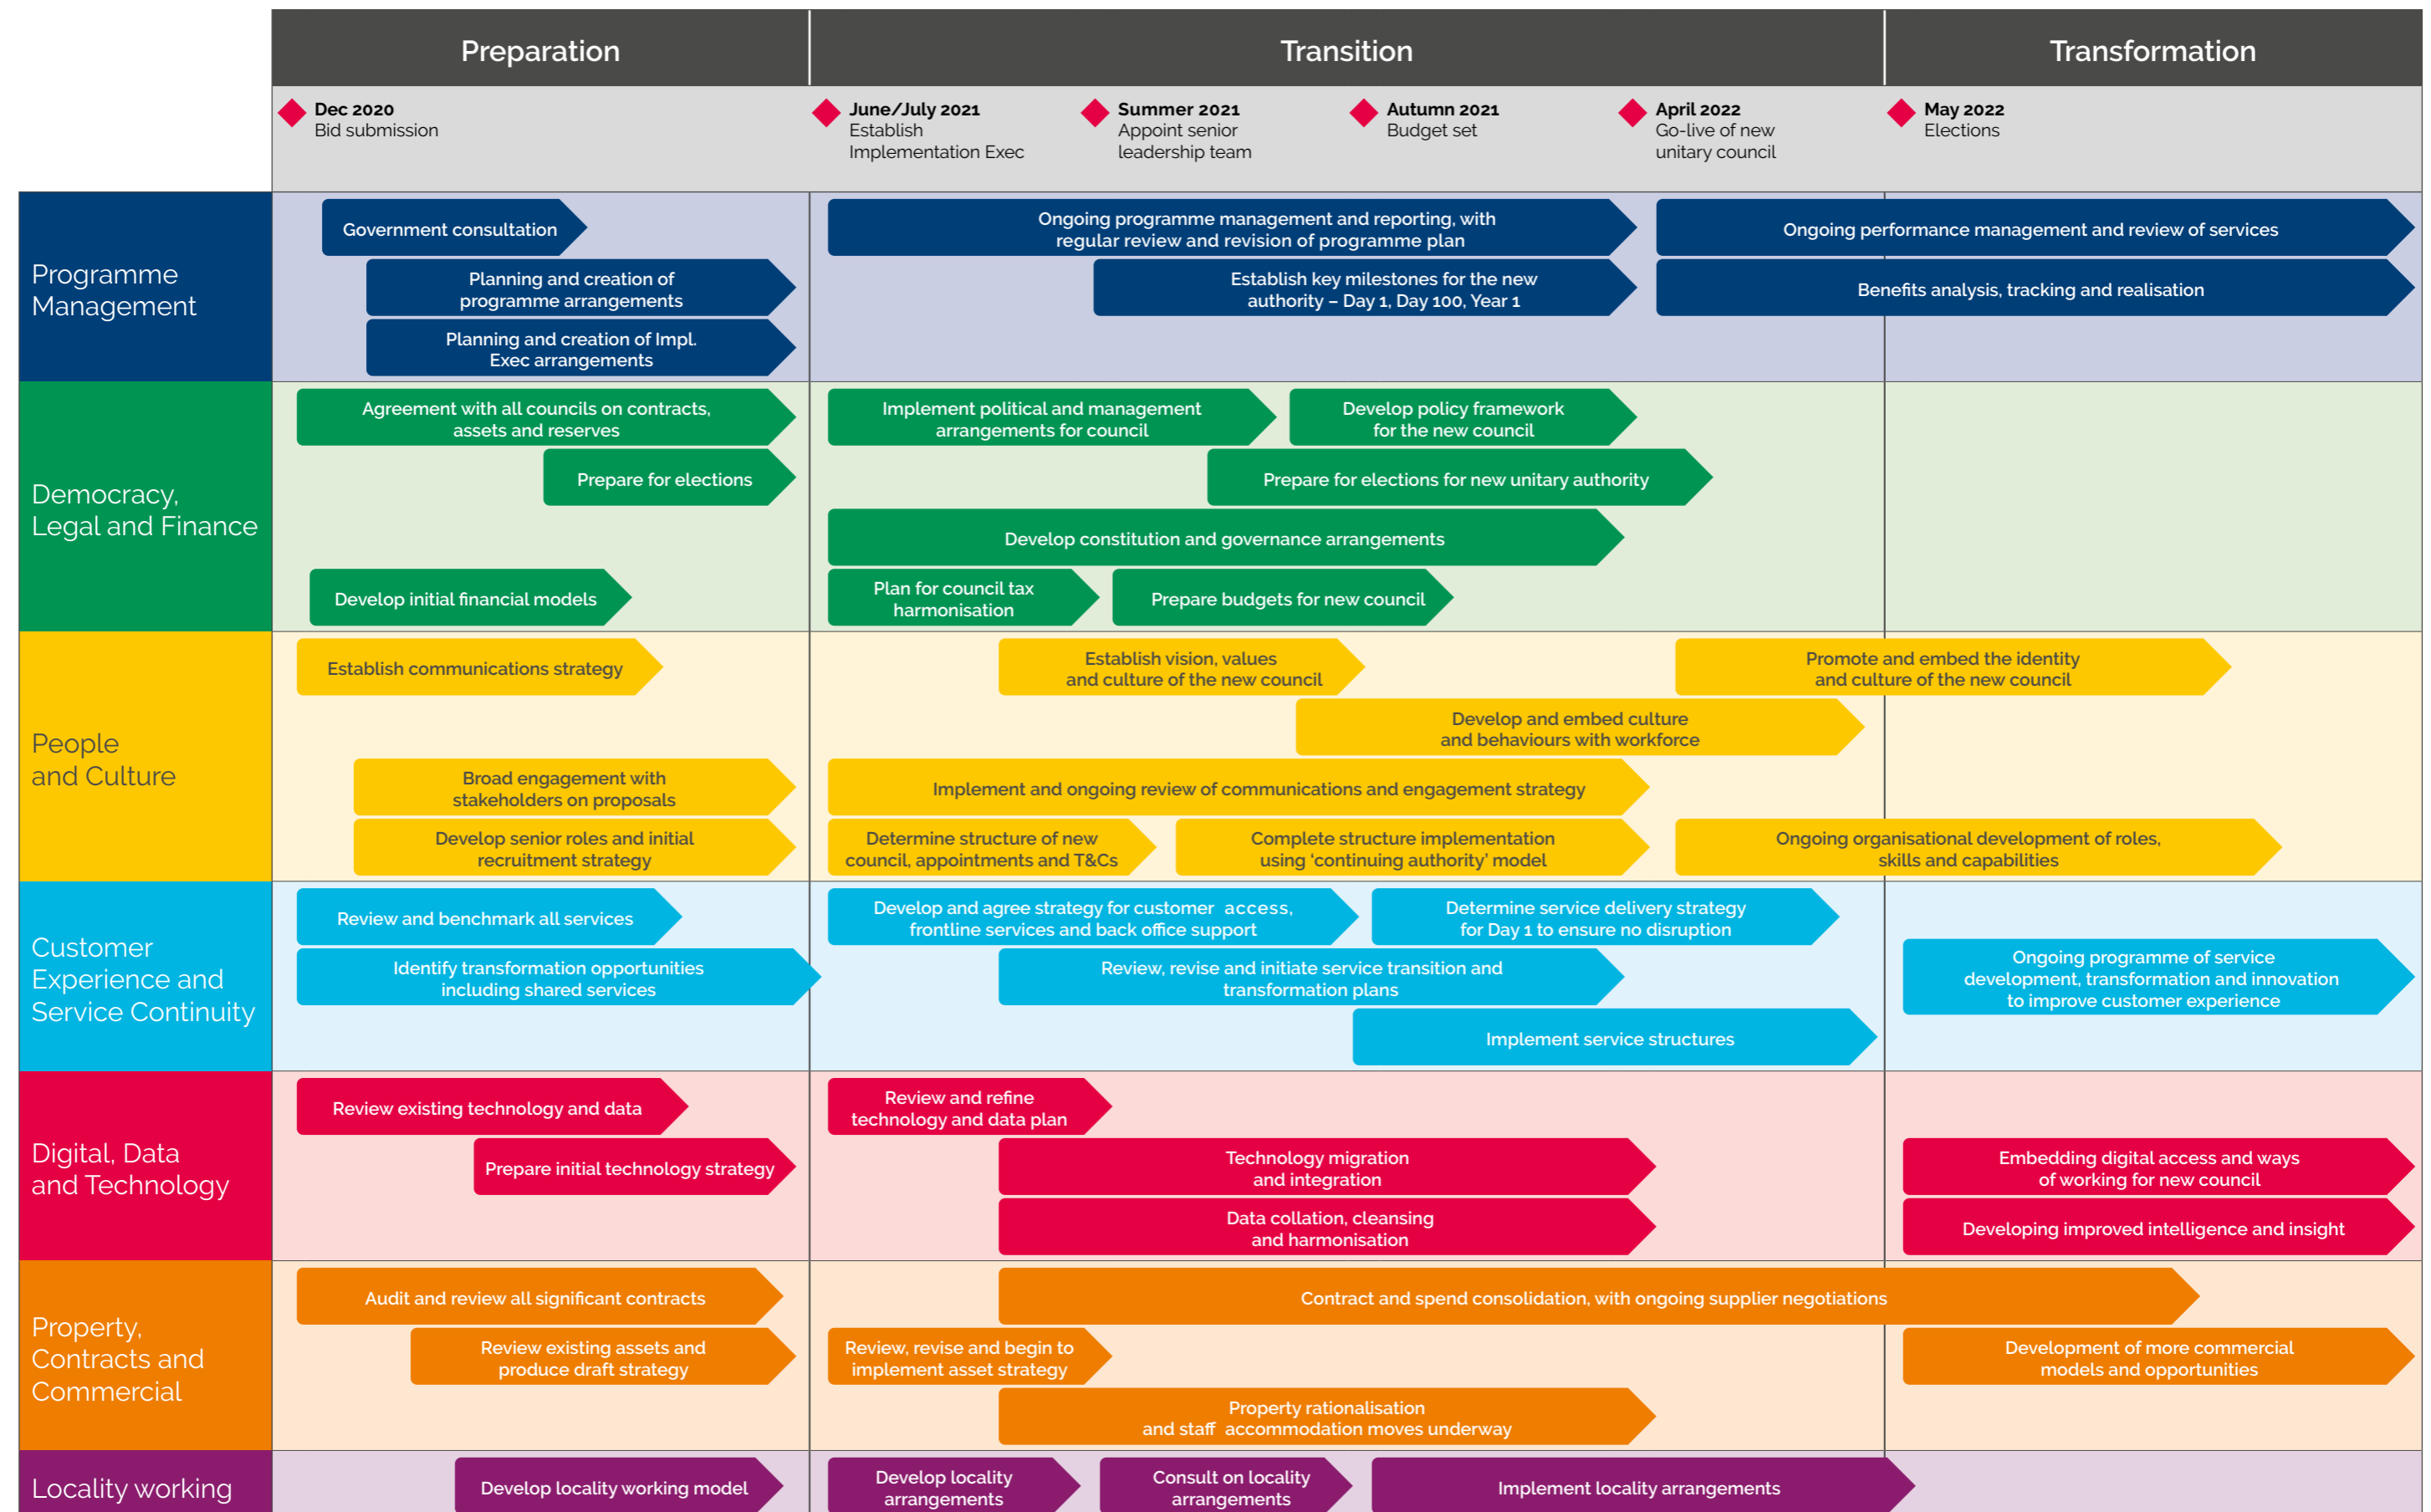 Preparation
Transition
Transformation
Dec 2020
Bid submission
June/July 2021
Establish
Implementation Exec
Summer 2021
Appoint senior
leadership team
Autumn 2021
Budget set
April 2022
Go-live of new
unitary council
May 2022
Elections
Programme
Management
Government consultation
Ongoing programme management and reporting, with
regular review and revision of programme plan
Ongoing performance management and review of services
Planning and creation of
programme arrangements
Establish key milestones for the new
authority – Day 1, Day 100, Year 1
Benefits analysis, tracking and realisation
Planning and creation of Impl.
Exec arrangements
Democracy,
Legal and Finance
Agreement with all councils on contracts,
assets and reserves
Implement political and management
arrangements for council
Develop policy framework
for the new council
Prepare for elections
Prepare for elections for new unitary authority
Develop constitution and governance arrangements
Develop initial financial models
Plan for council tax
harmonisation
Prepare budgets for new council
People
and Culture
Establish communications strategy
Establish vision, values
and culture of the new council
Promote and embed the identity
and culture of the new council
Develop and embed culture
and behaviours with workforce
Broad engagement with
stakeholders on proposals
Implement and ongoing review of communications and engagement strategy
Develop senior roles and initial
recruitment strategy
Determine structure of new
council, appointments and T&Cs
Complete structure implementation
using ‘continuing authority’ model
Ongoing organisational development of roles,
skills and capabilities
Customer
Experience and
Service Continuity
Review and benchmark all services
Develop and agree strategy for customer access,
frontline services and back office support
Determine service delivery strategy
for Day 1 to ensure no disruption
Identify transformation opportunities
including shared services
Review, revise and initiate service transition and
transformation plans
Ongoing programme of service
development, transformation and innovation
to improve customer experience
Implement service structures
Digital, Data
and Technology
Review existing technology and data
Review and refine
technology and data plan
Prepare initial technology strategy
Technology migration
and integration
Embedding digital access and ways
of working for new council
Data collation, cleansing
and harmonisation
Developing improved intelligence and insight
Property,
Contracts and
Commercial
Audit and review all significant contracts
Contract and spend consolidation, with ongoing supplier negotiations
Review existing assets and
produce draft strategy
Review, revise and begin to
implement asset strategy
Development of more commercial
models and opportunities
Property rationalisation
and staff accommodation moves underway
Locality working
Develop locality working model
Develop locality
arrangements
Consult on locality
arrangements
Implement locality arrangements